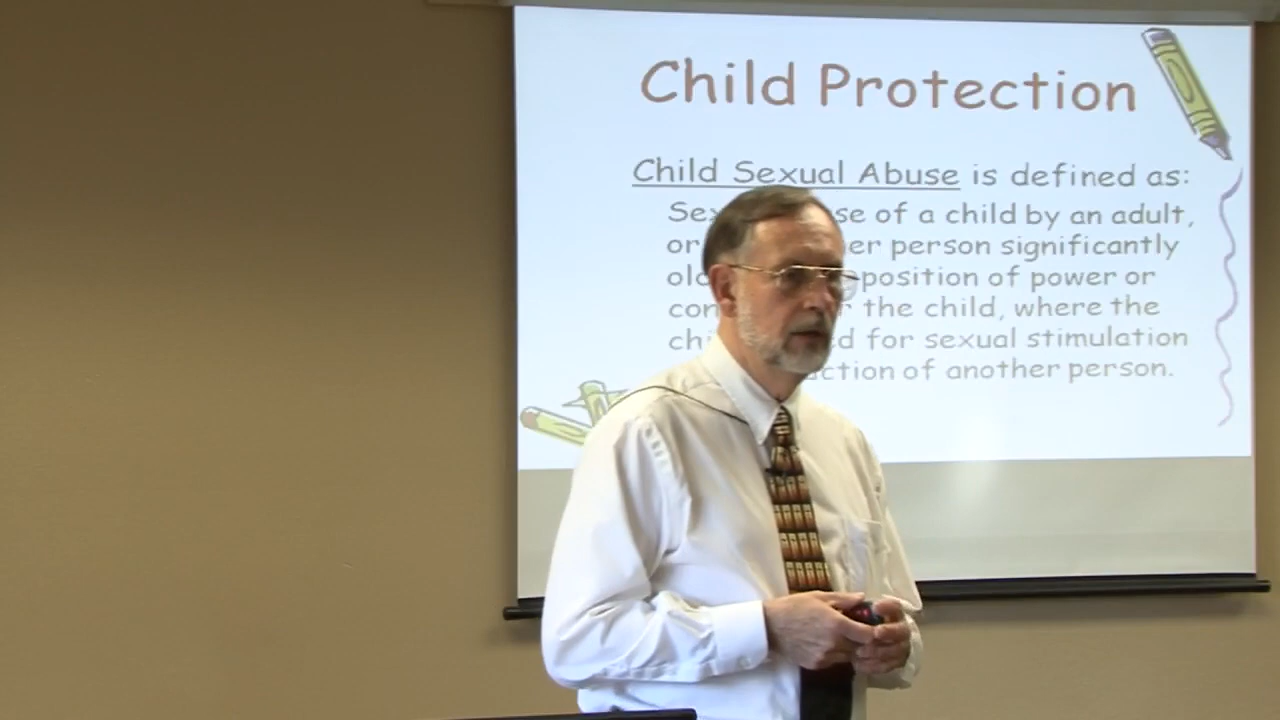 Child Protection
Child Sexual Abuse is defined as:
of a child by an adult,
or person significantly
position of power or
the child, where the
for sexual stimulation
of another person.